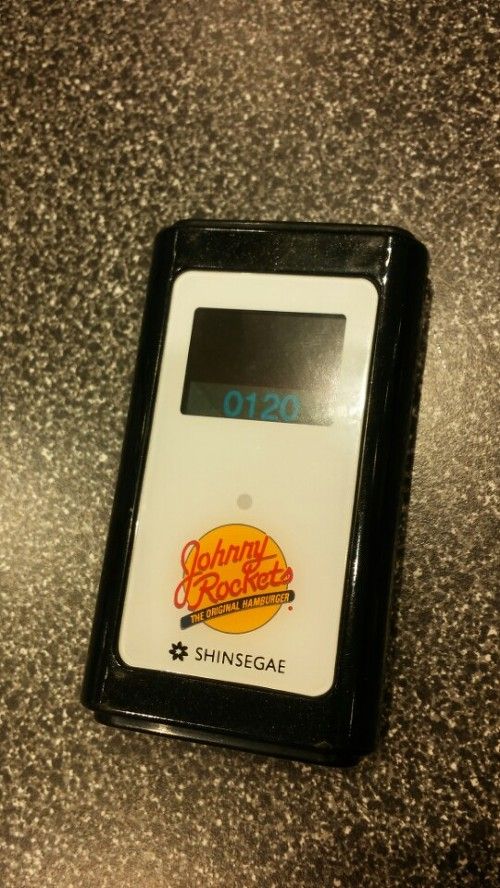 0120
Johnny
Rockets
THE ORIGINAL HAMBURGER
SHINSEGAE